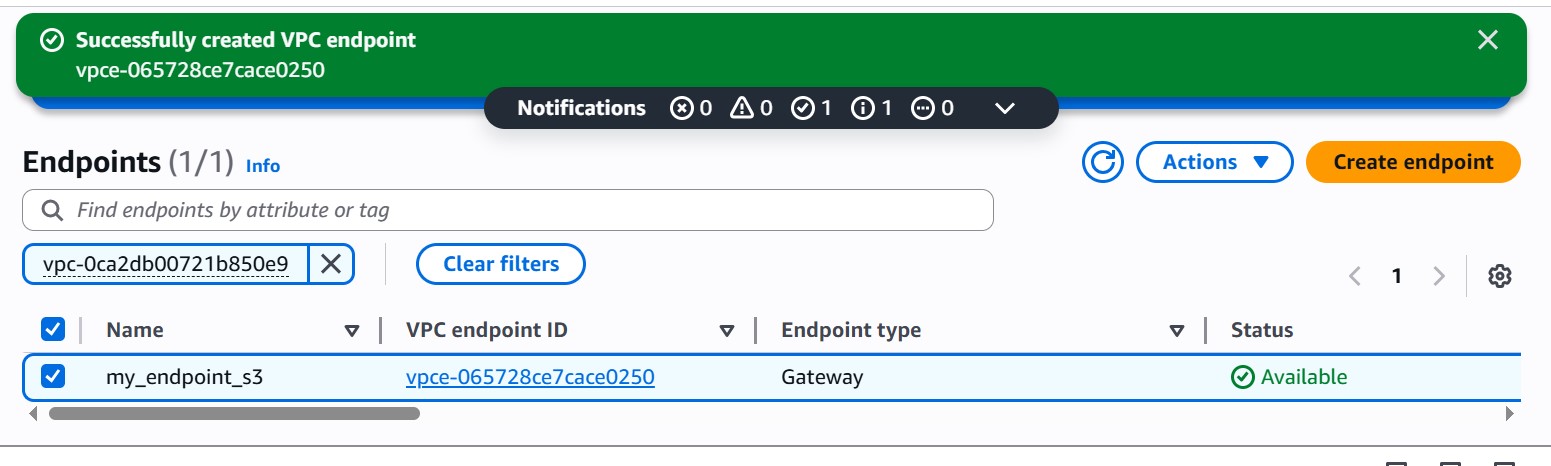 Successfully created VPC endpoint
vpce-065728ce7cace0250
Notifications 0 0 1 1 0
Endpoints (1/1) Info
Actions
Create endpoint
Find endpoints by attribute or tag
vpc-0ca2db00721b850e9
Clear filters
1
Name VPC endpoint ID Endpoint type Status
my_endpoint_s3 vpce-065728ce7cace0250 Gateway Available